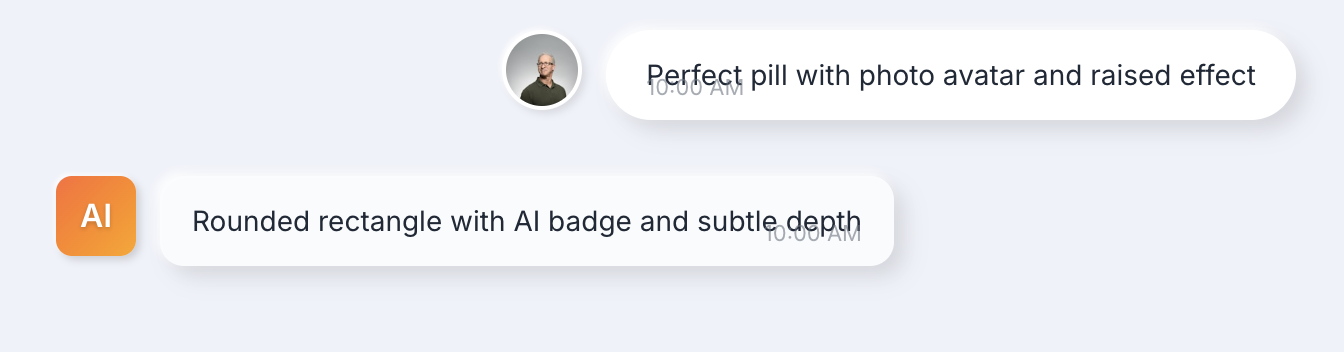 Perfect pill with photo avatar and raised effect
10:00 AM
AI
Rounded rectangle with AI badge and subtle depth
10:00 AM